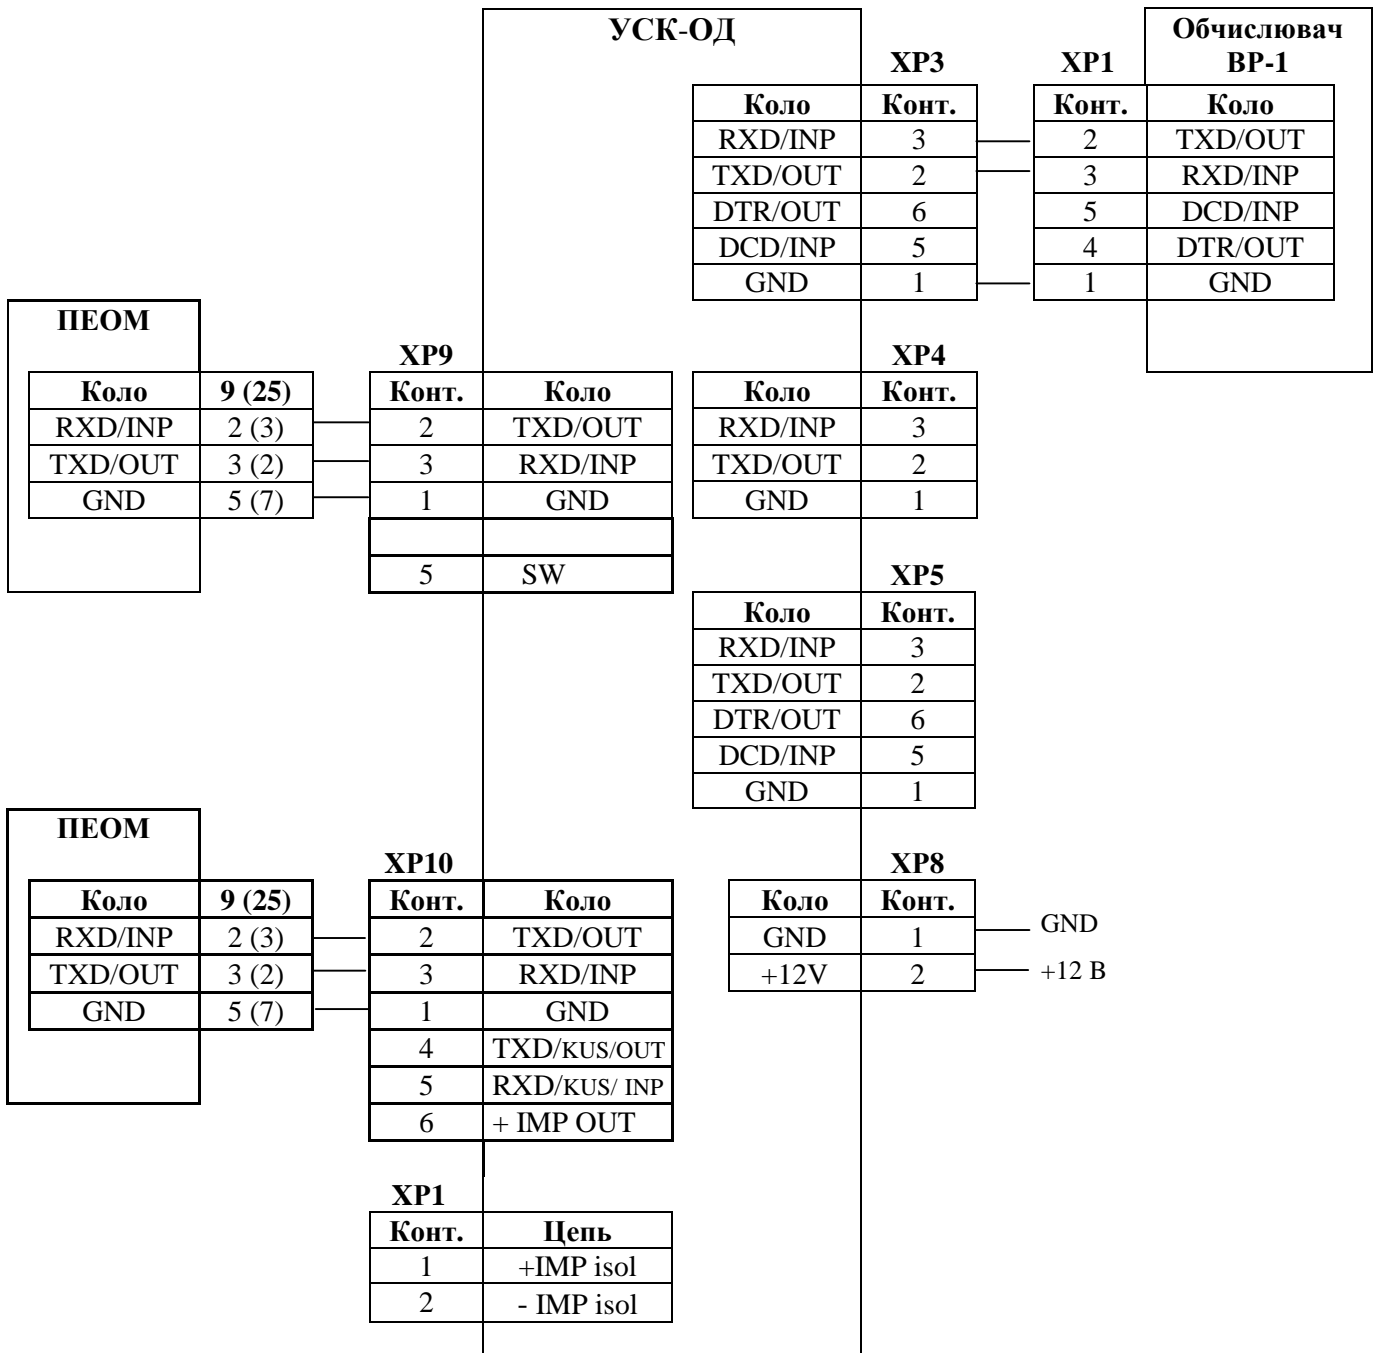 УСК-ОД
Обчислювач
ВР-1
ХР3
Коло Конт.
RXD/INP 3
TXD/OUT 2
DTR/OUT 6
DCD/INP 5
GND 1
ХР1
Конт. Коло
2 TXD/OUT
3 RXD/INP
5 DCD/INP
4 DTR/OUT
1 GND
ПЕОМ
Коло 9 (25)
RXD/INP 2 (3)
TXD/OUT 3 (2)
GND 5 (7)
ХР9
Конт. Коло
2 TXD/OUT
3 RXD/INP
1 GND
5 SW
ХР4
Коло Конт.
RXD/INP 3
TXD/OUT 2
GND 1
ХР5
Коло Конт.
RXD/INP 3
TXD/OUT 2
DTR/OUT 6
DCD/INP 5
GND 1
ПЕОМ
Коло 9 (25)
RXD/INP 2 (3)
TXD/OUT 3 (2)
GND 5 (7)
ХР10
Конт. Коло
2 TXD/OUT
3 RXD/INP
1 GND
4 TXD/KUS/OUT
5 RXD/KUS/ INP
6 + IMP OUT
ХР8
Коло Конт.
GND 1 GND
+12V 2 +12 В
ХР1
Конт. Цепь
1 +IMP isol
2 - IMP isol